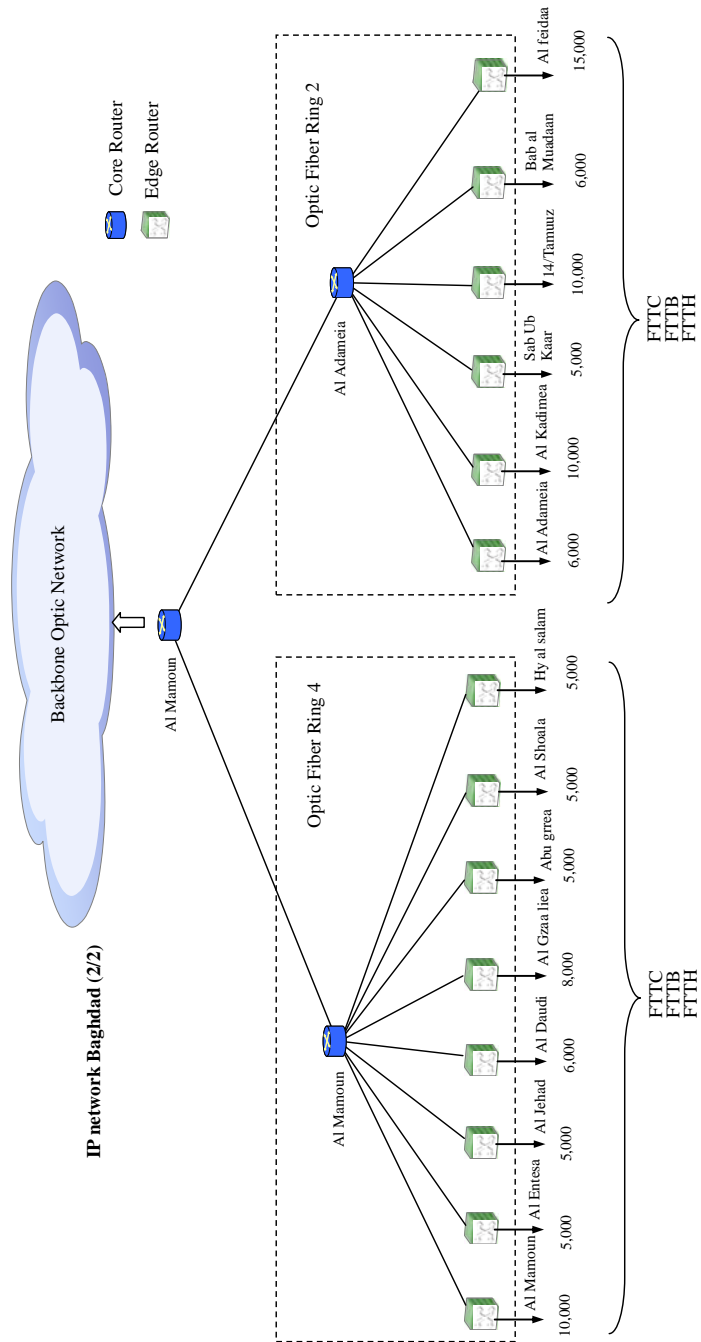 IP network Baghdad (2/2)
Backbone Optic Network
Core Router
Edge Router
Al Mamoun
Optic Fiber Ring 4
Al Mamoun
Al Mamoun
10,000
Al Entesa
5,000
Al Jehad
5,000
Al Daudi
6,000
Al Gzaa liea
8,000
Abu grrea
5,000
Al Shoala
5,000
Hy al salam
5,000
FTTC
FTTB
FTTH
Optic Fiber Ring 2
Al Adameia
Al Adameia
6,000
Al Kadimea
10,000
Sab Ub
Kaar
5,000
14/Tamuuz
10,000
Bab al
Muadaan
6,000
Al feidaa
15,000
FTTC
FTTB
FTTH